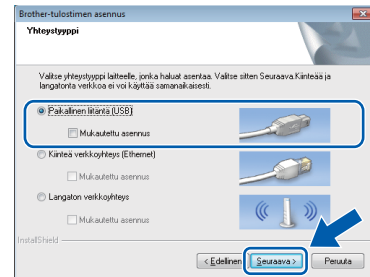 Brother-tulostimen asennus
Yhteystyyppi
Valitse yhteystyyppi laitteelle, jonka haluat asentaa. Valitse sitten Seuraava.Kiinteää ja
langatonta verkkoa ei voi käyttää samanaikaisesti.
Paikallinen liitäntä (USB)
Mukautettu asennus
Kiinteä verkkoyhteys (Ethernet)
Mukautettu asennus
Langaton verkkoyhteys
Mukautettu asennus
InstallShield
< Edellinen Seuraava > Peruuta